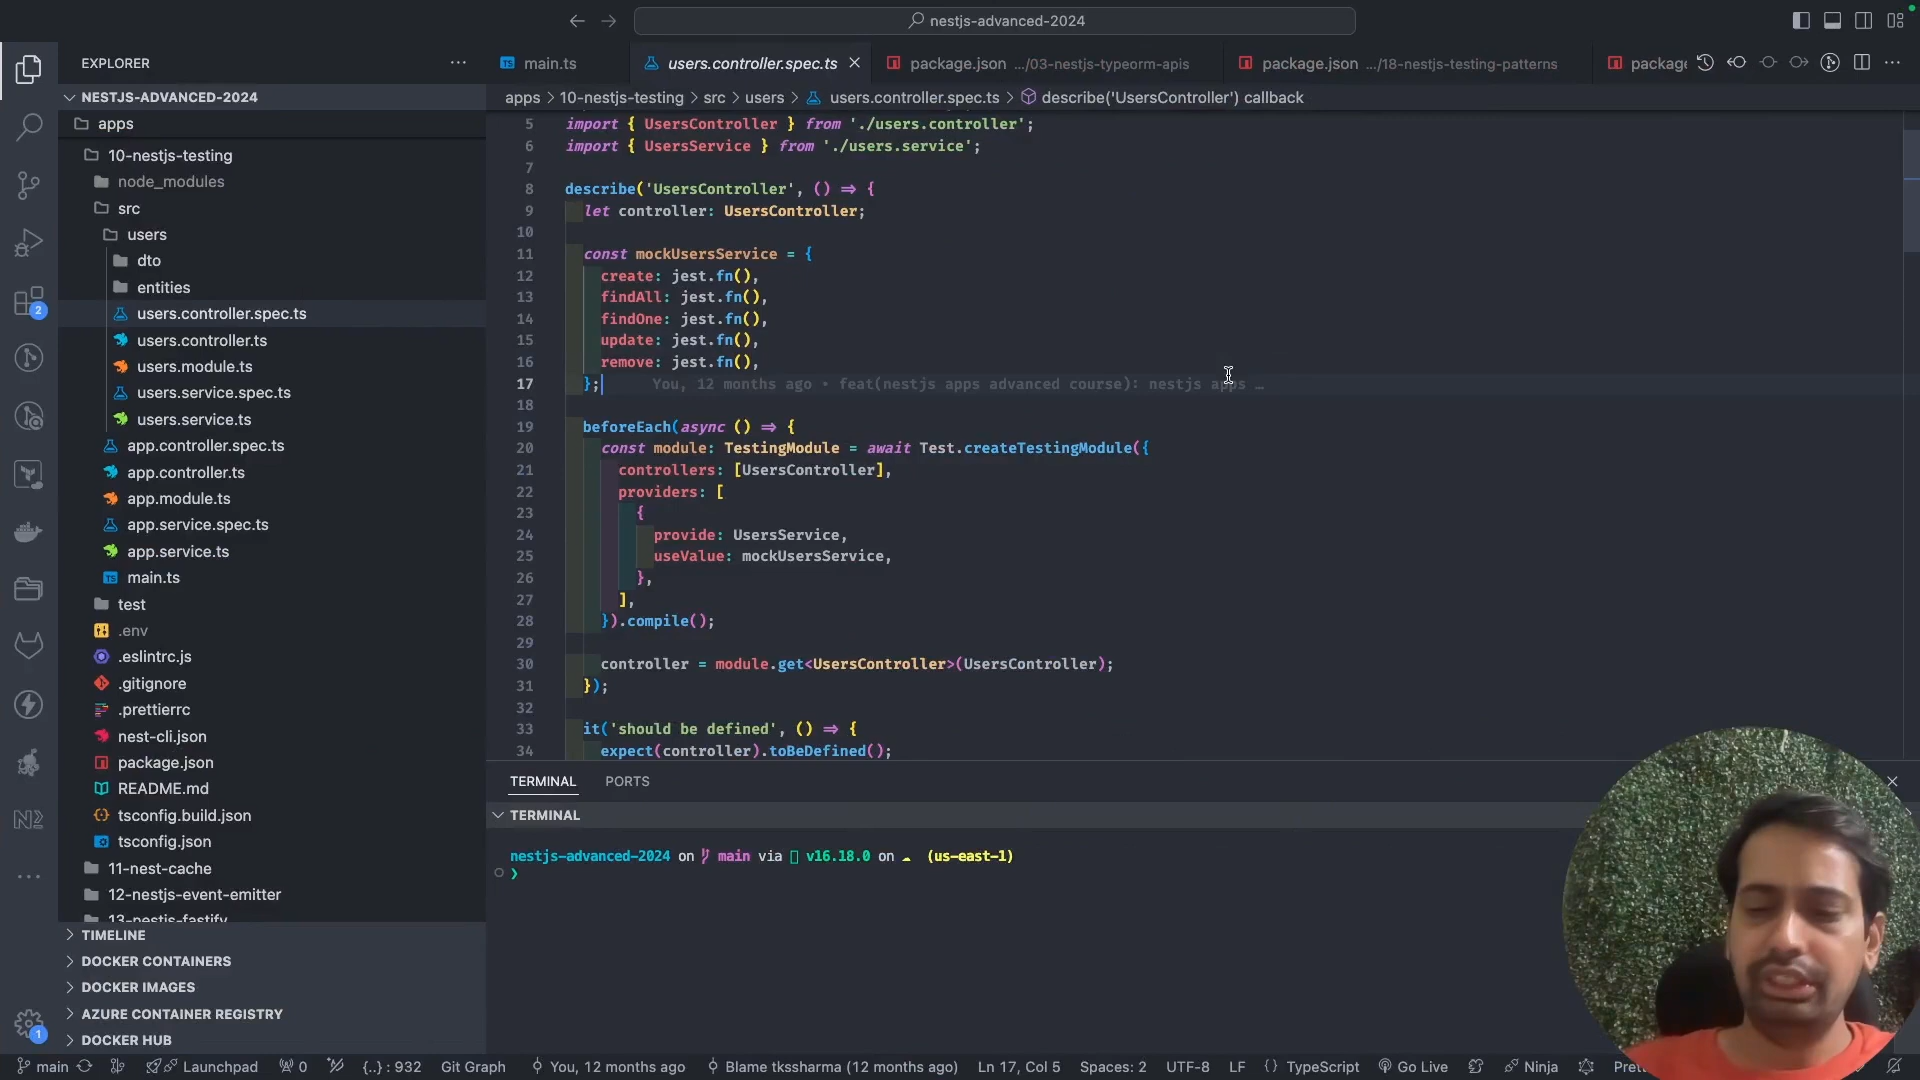 nestjs-advanced-2024
EXPLORER
NESTJS-ADVANCED-2024
apps
10-nestjs-testing
node_modules
src
users
dto
entities
users.controller.spec.ts
users.controller.ts
users.module.ts
users.service.spec.ts
users.service.ts
app.controller.spec.ts
app.controller.ts
app.module.ts
app.service.spec.ts
app.service.ts
main.ts
test
.env
.eslintrc.js
.gitignore
.prettierrc
nest-cli.json
package.json
README.md
tsconfig.build.json
tsconfig.json
11-nest-cache
12-nestjs-event-emitter
13-nestjs-fastify
TIMELINE
DOCKER CONTAINERS
DOCKER IMAGES
AZURE CONTAINER REGISTRY
DOCKER HUB
2
1
main.ts users.controller.spec.ts package.json .../03-nestjs-typeorm-apis package.json .../18-nestjs-testing-patterns
apps > 10-nestjs-testing > src > users > users.controller.spec.ts > describe('UsersController') callback
5 import { UsersController } from './users.controller';
6 import { UsersService } from './users.service';
7
8 describe('UsersController', () => {
9 let controller: UsersController;
10
11 const mockUsersService = {
12 create: jest.fn(),
13 findAll: jest.fn(),
14 findOne: jest.fn(),
15 update: jest.fn(),
16 remove: jest.fn(),
17 }; You, 12 months ago • feat(nestjs apps advanced course): nestjs apps …
18
19 beforeEach(async () => {
20 const module: TestingModule = await Test.createTestingModule({
21 controllers: [UsersController],
22 providers: [
23 {
24 provide: UsersService,
25 useValue: mockUsersService,
26 },
27 ],
28 }).compile();
29
30 controller = module.get<UsersController>(UsersController);
31 });
32
33 it('should be defined', () => {
34 expect(controller).toBeDefined();
TERMINAL PORTS
TERMINAL
nestjs-advanced-2024 on main via v16.18.0 on (us-east-1)
❯
main Launchpad 0 {..} : 932 Git Graph You, 12 months ago Blame tkssharma (12 months ago) Ln 17, Col 5 Spaces: 2 UTF-8 LF {} TypeScript Go Live Ninja